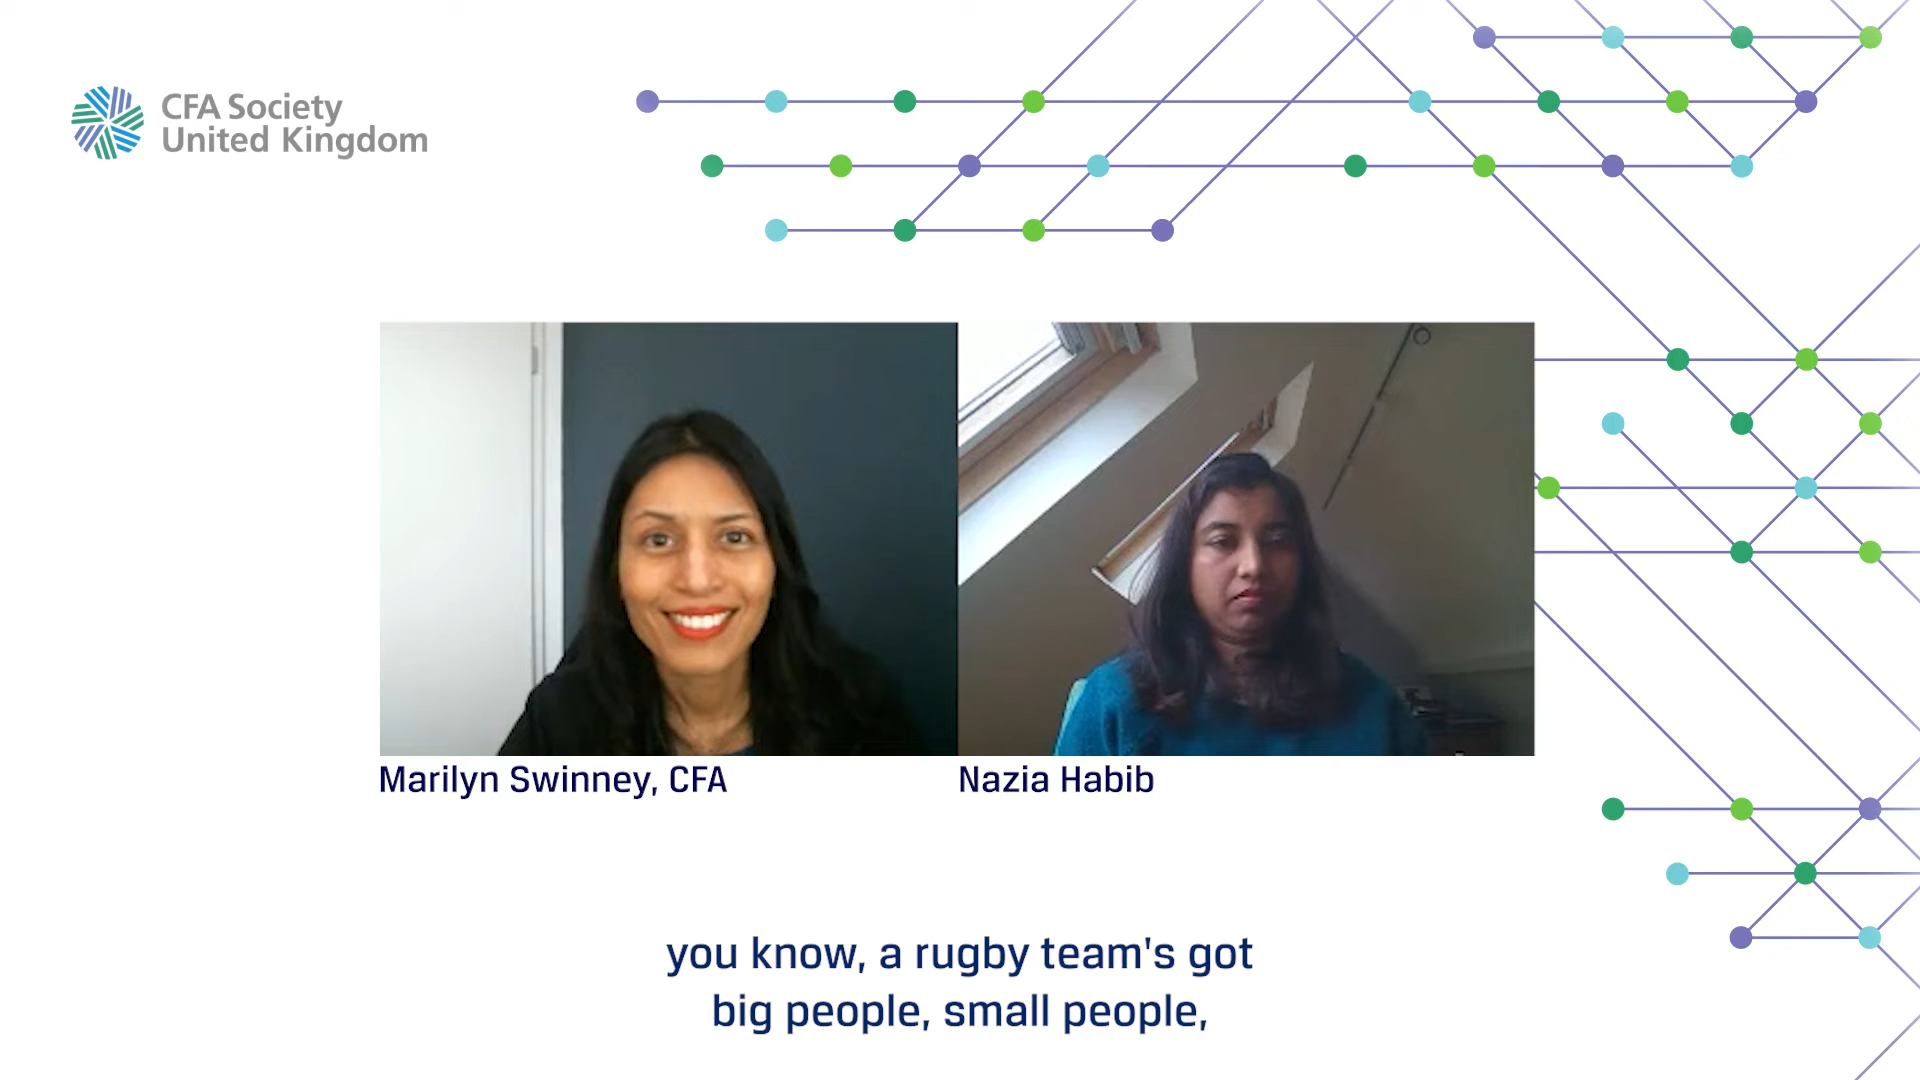 CFA Society
United Kingdom
Marilyn Swinney, CFA
Nazia Habib
you know, a rugby team's got
big people, small people,